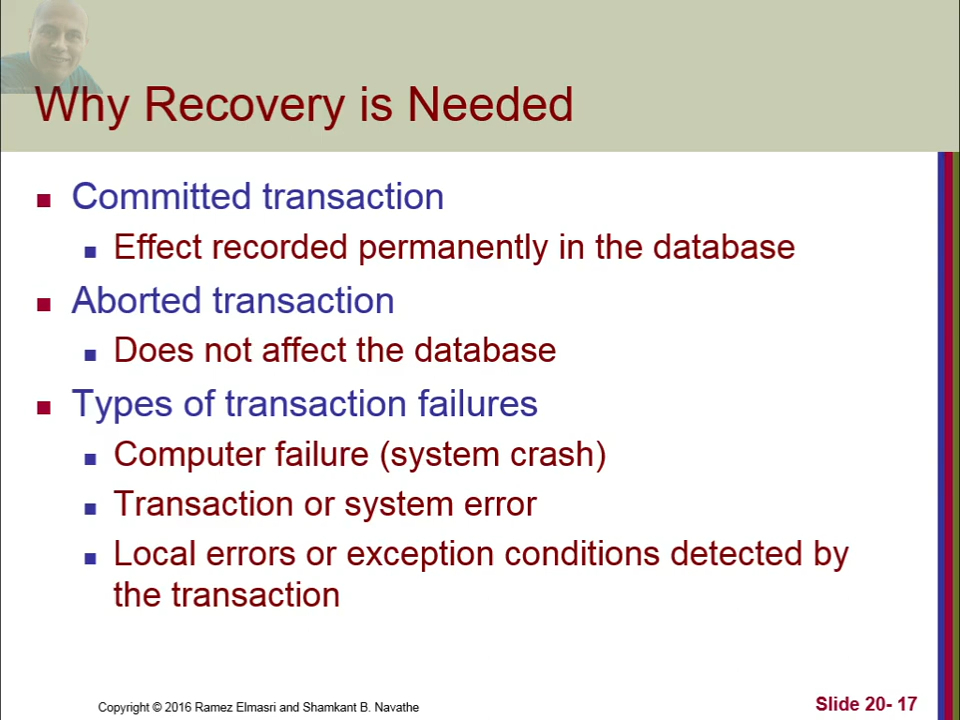 Why Recovery is Needed
Committed transaction
Effect recorded permanently in the database
Aborted transaction
Does not affect the database
Types of transaction failures
Computer failure (system crash)
Transaction or system error
Local errors or exception conditions detected by
the transaction
Copyright © 2016 Ramez Elmasri and Shamkant B. Navathe
Slide 20- 17